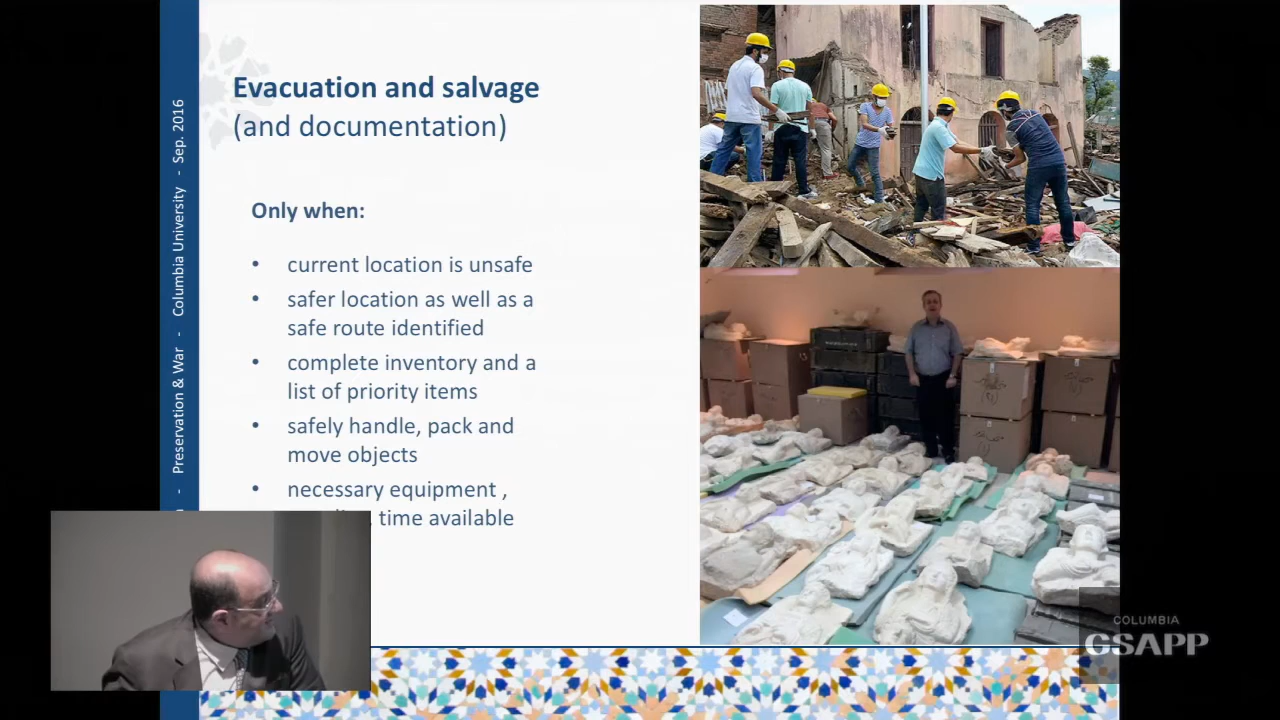 Evacuation and salvage
(and documentation)
Only when:
• current location is unsafe
• safer location as well as a
safe route identified
• complete inventory and a
list of priority items
• safely handle, pack and
move objects
• necessary equipment ,
time available
- Preservation & War - Columbia University - Sep. 2016
COLUMBIA
GSAPP